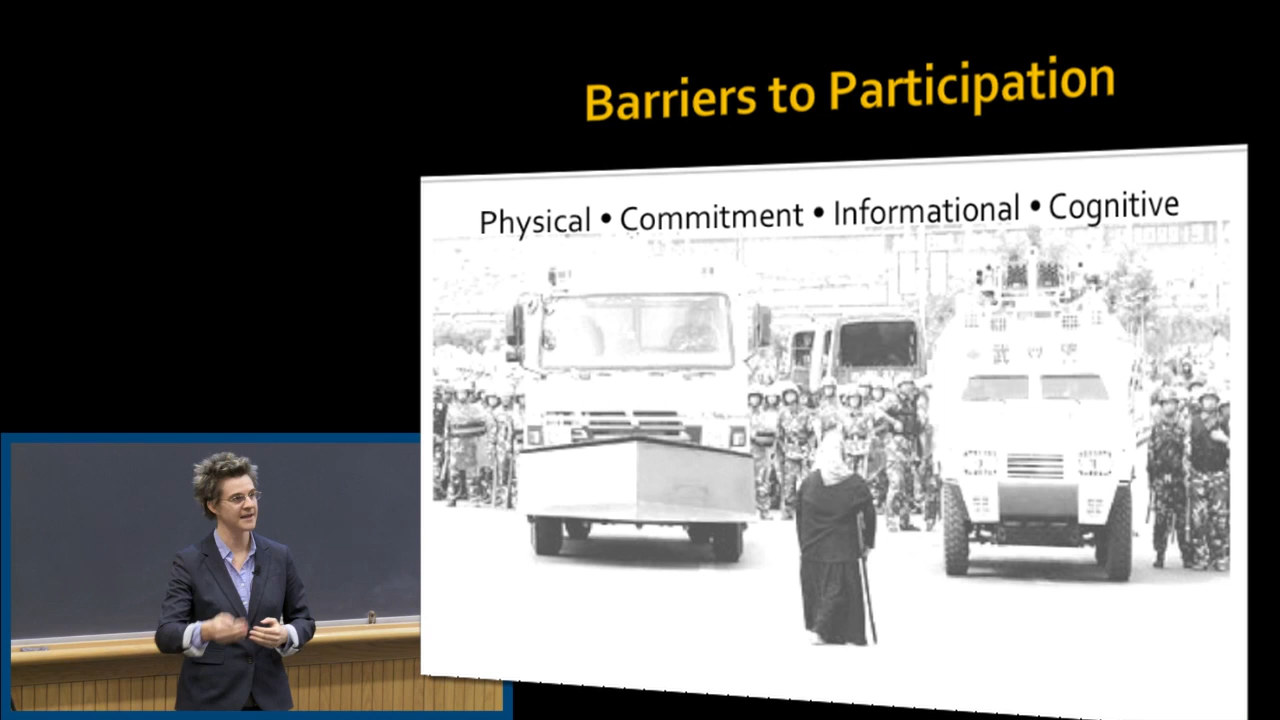 Barriers to Participation
Physical • Commitment • Informational • Cognitive